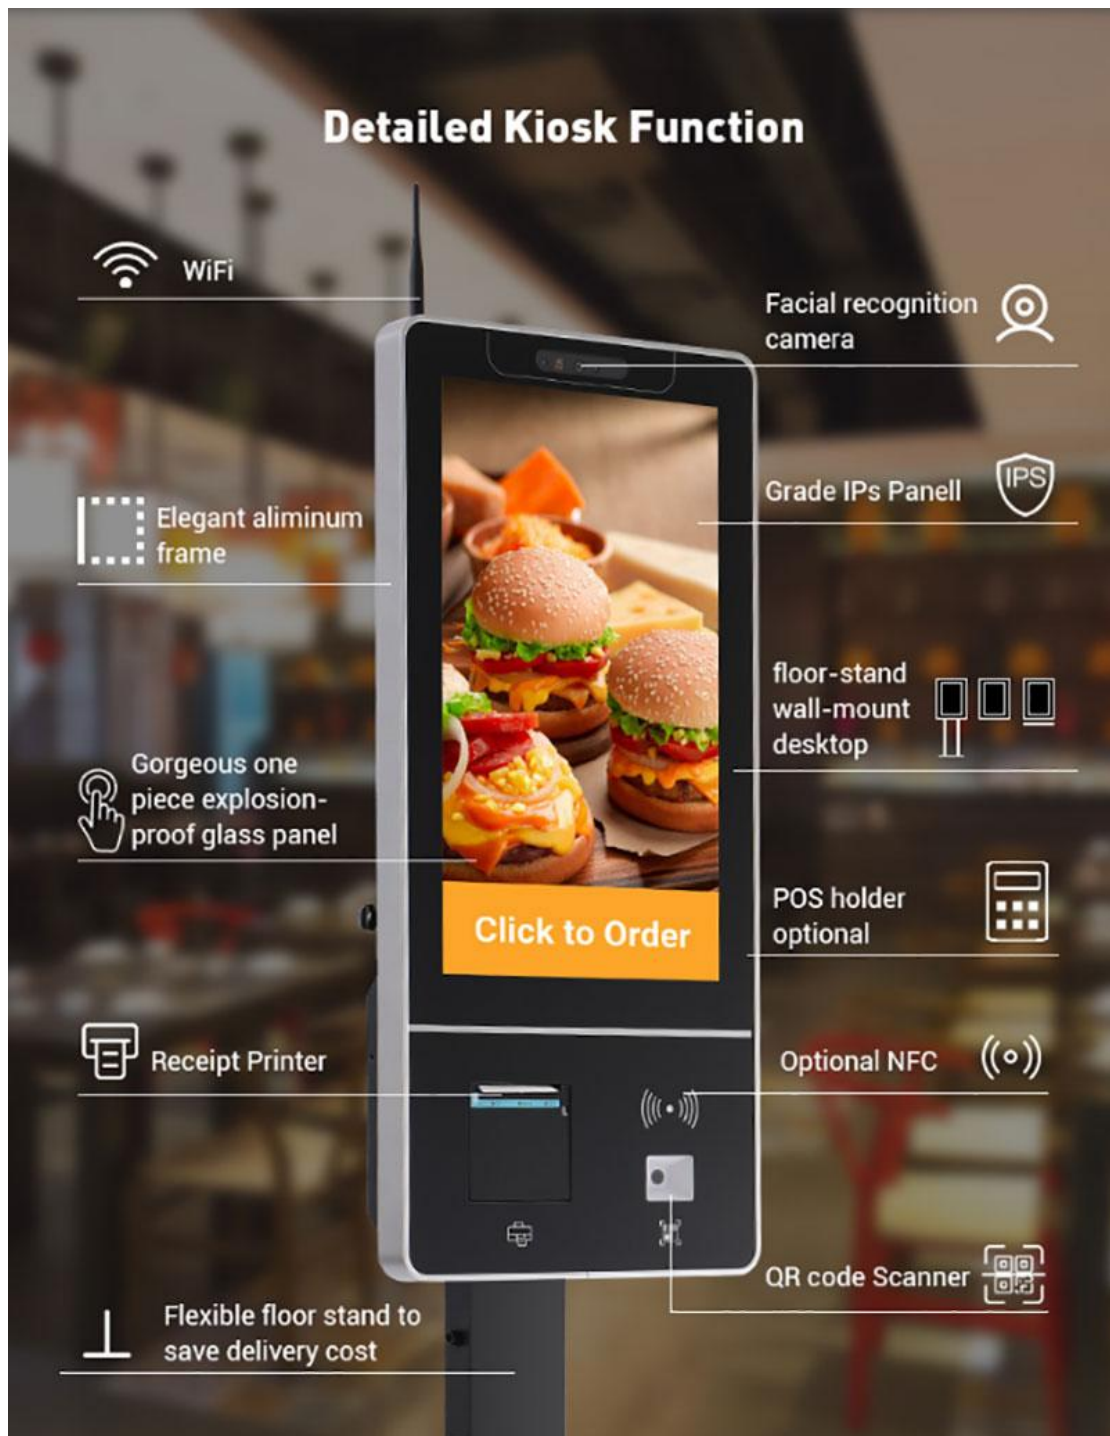 Detailed Kiosk Function
WiFi
Facial recognition
camera
Grade IPs Panell
IPS
Elegant aliminum
frame
floor-stand
wall-mount
desktop
Gorgeous one
piece explosion-
proof glass panel
POS holder
optional
Click to Order
Receipt Printer
Optional NFC
QR code Scanner
Flexible floor stand to
save delivery cost